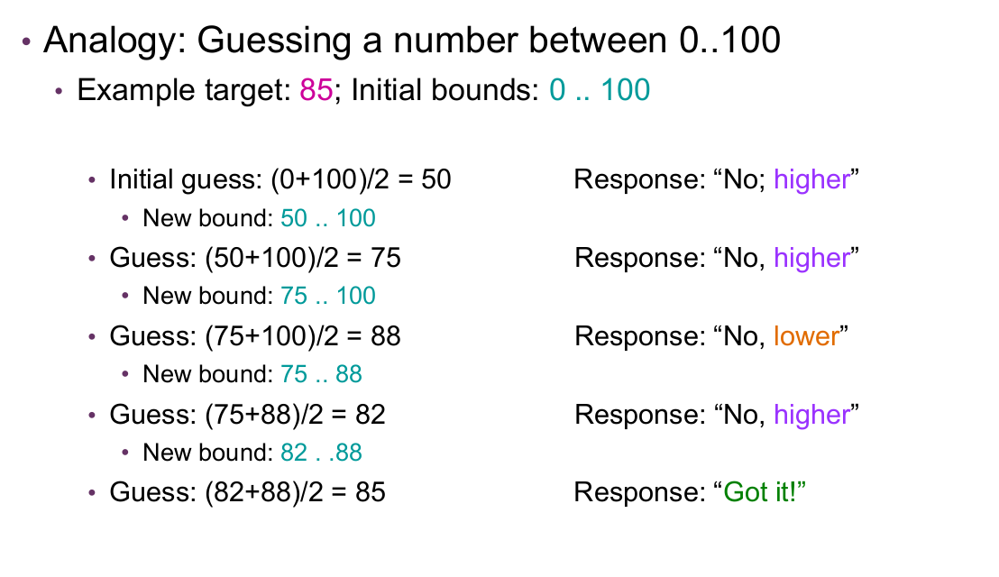 • Analogy: Guessing a number between 0..100
• Example target: 85; Initial bounds: 0 .. 100
• Initial guess: (0+100)/2 = 50 Response: “No; higher”
• New bound: 50 .. 100
• Guess: (50+100)/2 = 75 Response: “No, higher”
• New bound: 75 .. 100
• Guess: (75+100)/2 = 88 Response: “No, lower”
• New bound: 75 .. 88
• Guess: (75+88)/2 = 82 Response: “No, higher”
• New bound: 82 . .88
• Guess: (82+88)/2 = 85 Response: “Got it!”